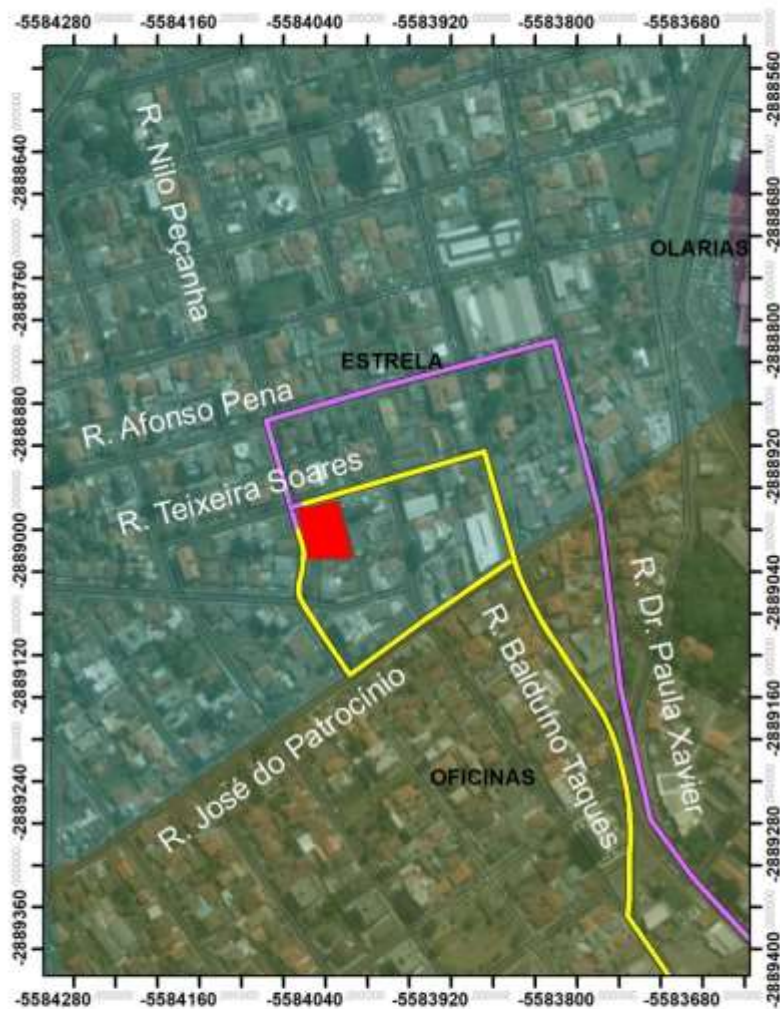 -5584280 -5584160 -5584040 -5583920 -5583800 -5583680
-2888560
-2888640
-2888680
-2888760
-2888800
-2888880
-2888920
-2889000
-2889040
-2889120
-2889160
-2889240
-2889280
-2889360
-2889400
R. Nilo Peçanha
OLARIAS
ESTRELA
R. Afonso Pena
R. Teixeira Soares
R. Dr. Paula Xavier
R. Balduíno Taques
R. José do Patrocínio
OFICINAS
-5584280 -5584160 -5584040 -5583920 -5583800 -5583680